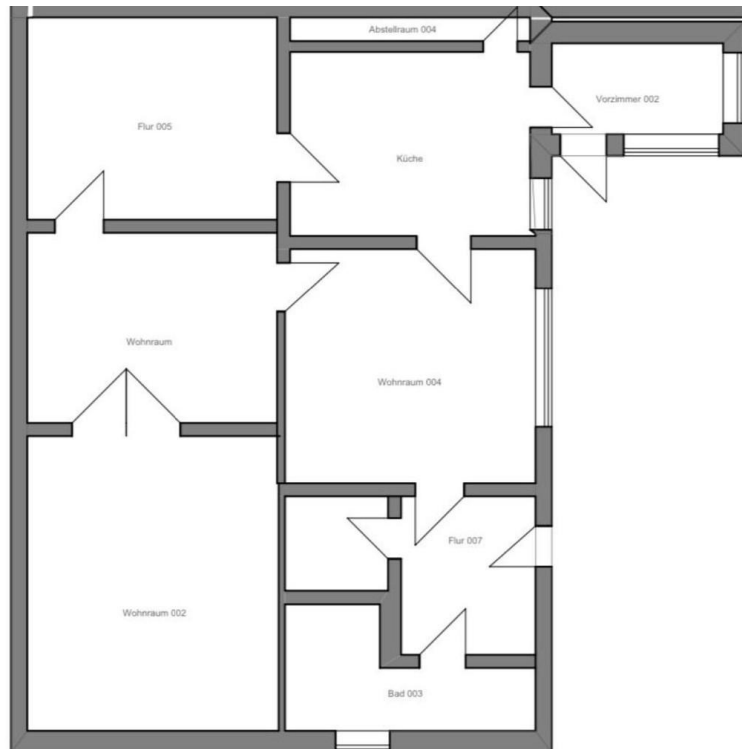 Abstellraum 004
Vorzimmer 002
Flur 005
Küche
Wohnraum
Wohnraum 004
Flur 007
Wohnraum 002
Bad 003